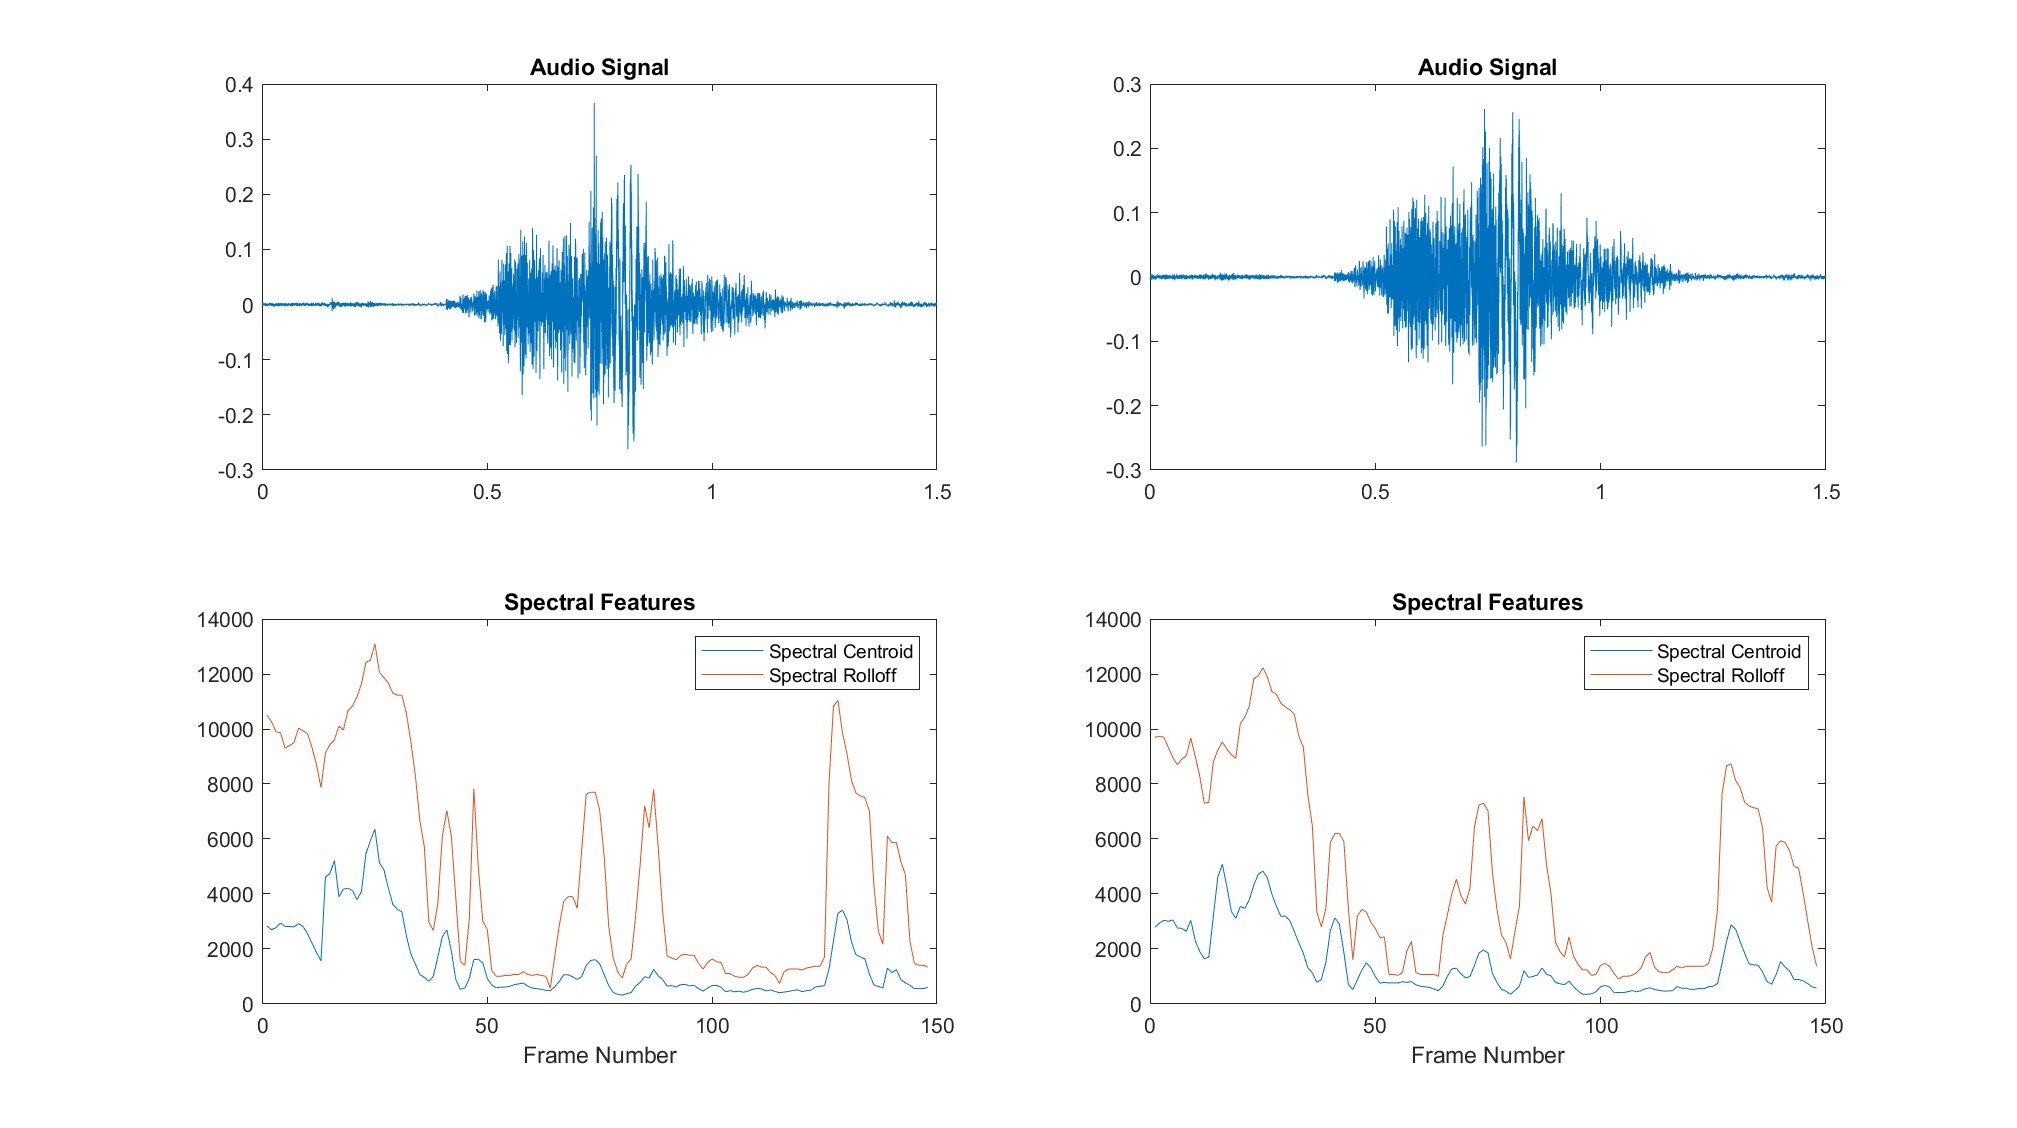 Audio Signal
0.4
0.3
0.2
0.1
0
-0.1
-0.2
-0.3
0 0.5 1 1.5
Audio Signal
0.3
0.2
0.1
0
-0.1
-0.2
-0.3
0 0.5 1 1.5
Spectral Features
14000
12000
10000
8000
6000
4000
2000
0
Spectral Centroid
Spectral Rolloff
0 50 100 150
Frame Number
Spectral Features
14000
12000
10000
8000
6000
4000
2000
0
Spectral Centroid
Spectral Rolloff
0 50 100 150
Frame Number